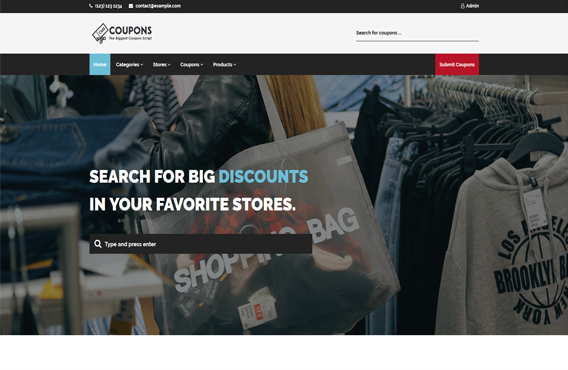 (123) 123 1234 contact@example.com Admin
COUPONS
The Biggest Coupon Script
Search for coupons ...
Home Categories Stores Coupons Products Submit Coupons
SEARCH FOR BIG DISCOUNTS
IN YOUR FAVORITE STORES.
Type and press enter
SHOPPING BAG
LOS ANGELES
BROOKLYN
NEW YORK